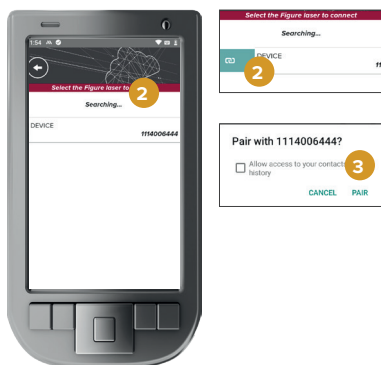 1:54
Select the Figure laser to
2
Searching...
DEVICE
1114006444
Select the Figure laser to connect
Searching...
DEVICE
2
11
Pair with 1114006444?
Allow access to your contacts
history
3
CANCEL PAIR